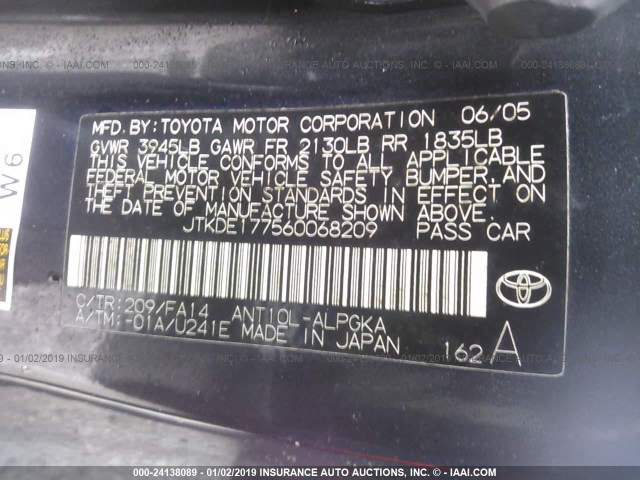 MFD. BY: TOYOTA MOTOR CORPORATION 06/05
GVWR 3945LB GAWR FR 2130LB RR 1835LB
THIS VEHICLE CONFORMS TO ALL APPLICABLE
FEDERAL MOTOR VEHICLE SAFETY, BUMPER, AND
THEFT PREVENTION STANDARDS IN EFFECT ON
THE DATE OF MANUFACTURE SHOWN ABOVE.
JTKDE177560068209 PASS CAR
C/TR: 209/FA14 ANT10L-ALPGKA
A/TM: -01A/U241E MADE IN JAPAN
162 A
W6
000-24138089 - 01/02/2019 INSURANCE AUTO AUCTIONS, INC. - IAAI.COM